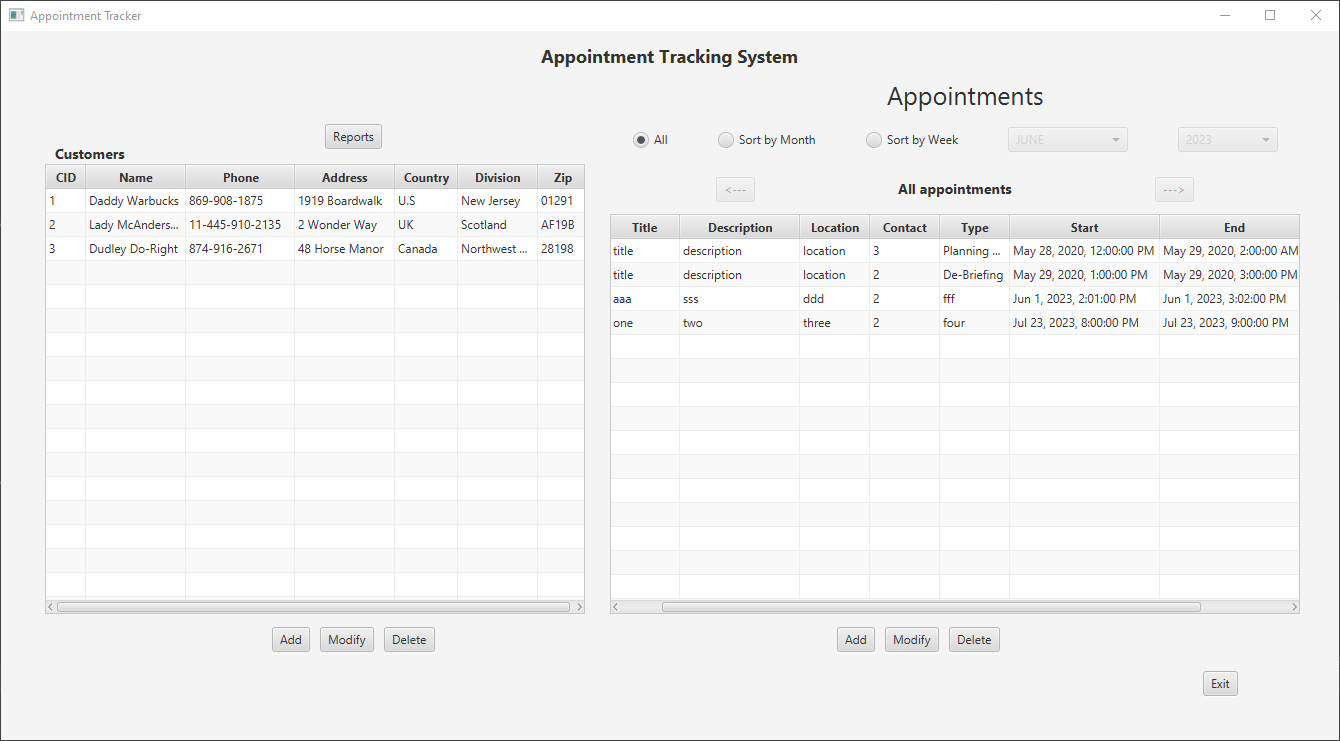 Appointment Tracker
Appointment Tracking System
Appointments
Reports
All Sort by Month Sort by Week JUNE 2023
Customers
<--- All appointments --->
CID Name Phone Address Country Division Zip
1 Daddy Warbucks 869-908-1875 1919 Boardwalk U.S New Jersey 01291
2 Lady McAnders... 11-445-910-2135 2 Wonder Way UK Scotland AF19B
3 Dudley Do-Right 874-916-2671 48 Horse Manor Canada Northwest ... 28198
Title Description Location Contact Type Start End
title description location 3 Planning ... May 28, 2020, 12:00:00 PM May 29, 2020, 2:00:00 AM
title description location 2 De-Briefing May 29, 2020, 1:00:00 PM May 29, 2020, 3:00:00 PM
aaa sss ddd 2 fff Jun 1, 2023, 2:01:00 PM Jun 1, 2023, 3:02:00 PM
one two three 2 four Jul 23, 2023, 8:00:00 PM Jul 23, 2023, 9:00:00 PM
Add Modify Delete
Add Modify Delete
Exit